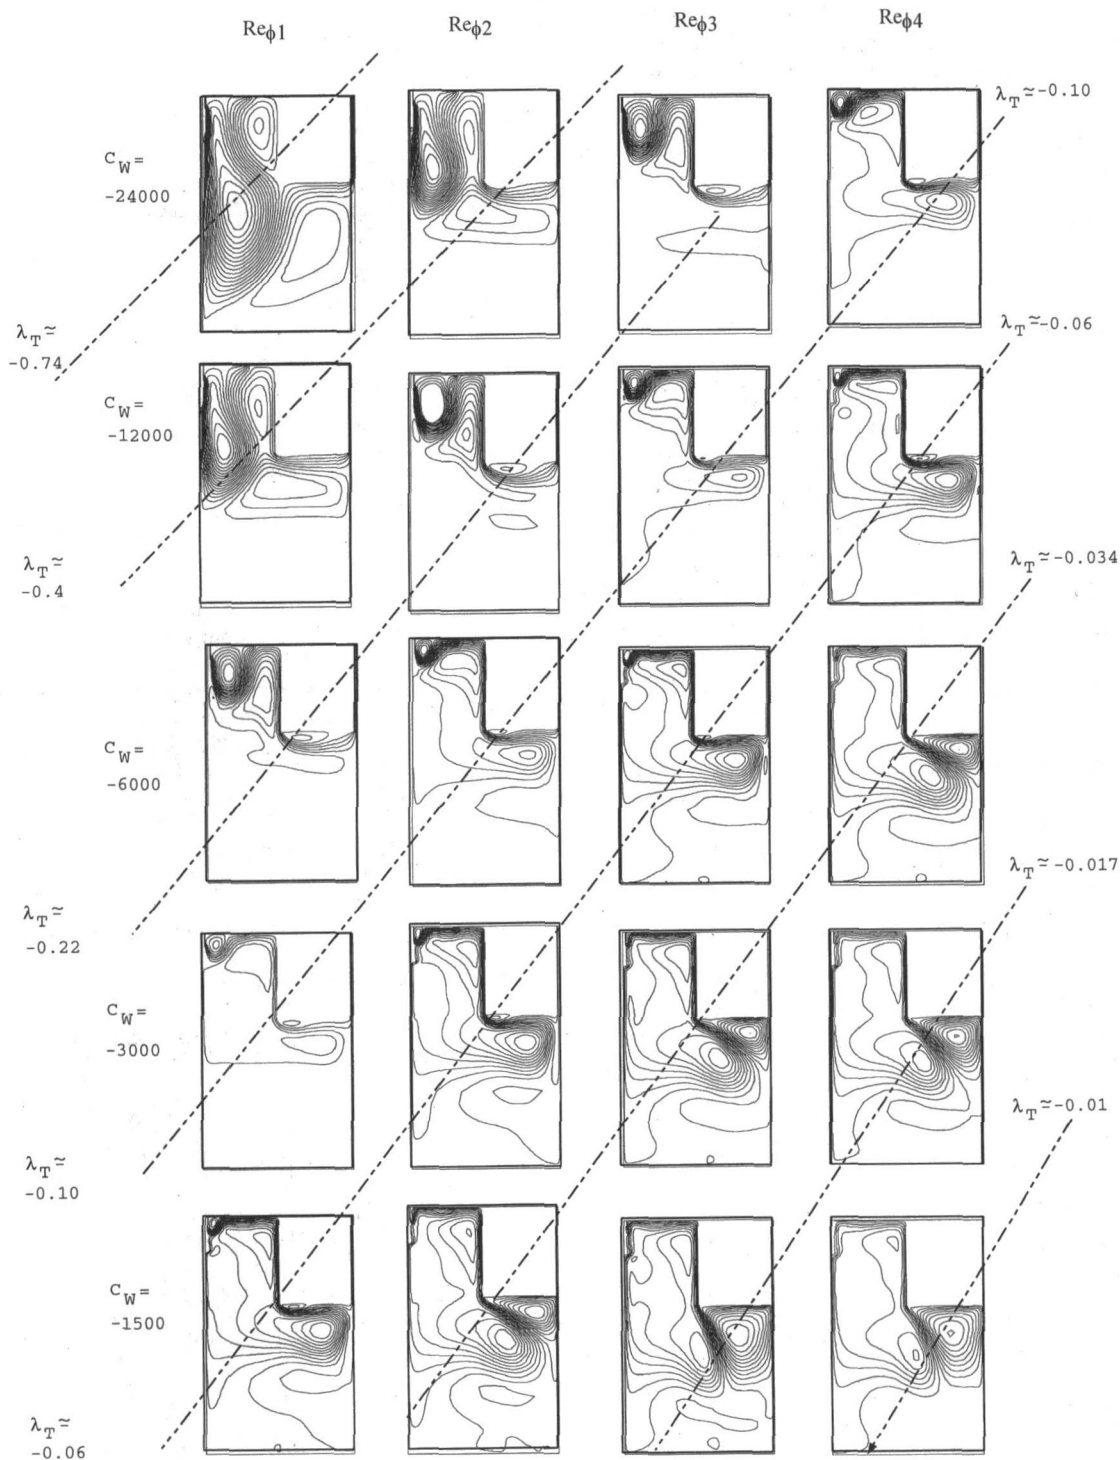 Reϕ1
Reϕ2
Reϕ3
Reϕ4
λT ≃ -0.10
CW=
-24000
λT ≃ -0.06
λT ≃
-0.74
CW=
-12000
λT ≃ -0.034
λT ≃
-0.4
CW=
-6000
λT ≃ -0.017
λT ≃
-0.22
CW=
-3000
λT ≃ -0.01
λT ≃
-0.10
CW=
-1500
λT ≃
-0.06